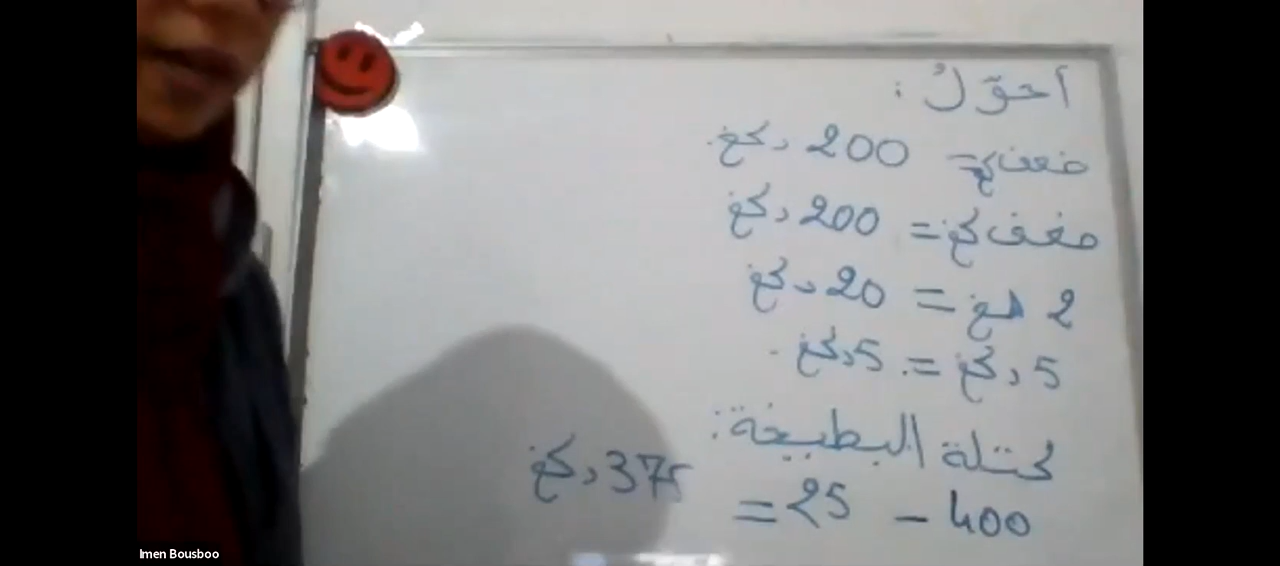 أحوّلُ :
ضعف كغ = 200 دكغ.
ضعف كغ = 200 دكغ
2 هغ = 20 دكغ
5 دكغ = 5 دكغ.
كتلة البطيخة :
400 - 25 = 375 دكغ
Imen Bousboo